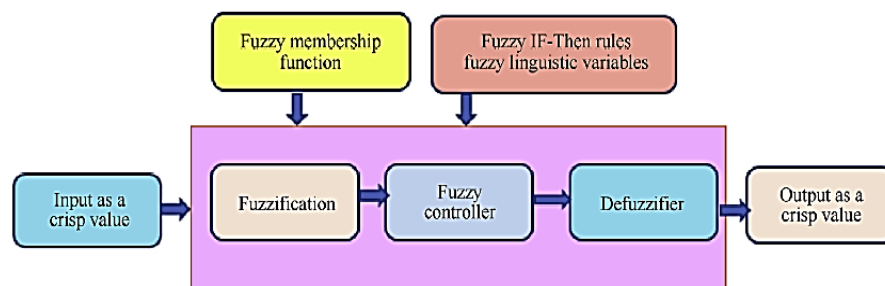 Fuzzy membership
function
Fuzzy IF-Then rules
fuzzy linguistic variables
Input as a
crisp value
Fuzzification
Fuzzy
controller
Defuzzifier
Output as a
crisp value